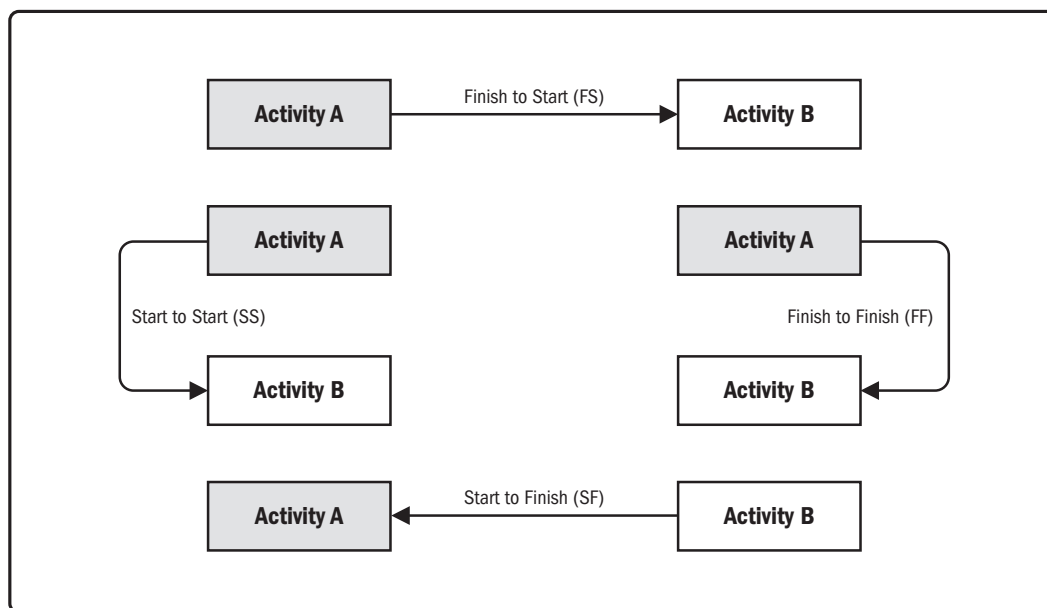 Activity A
Finish to Start (FS)
Activity B
Activity A
Activity A
Start to Start (SS)
Finish to Finish (FF)
Activity B
Activity B
Activity A
Start to Finish (SF)
Activity B